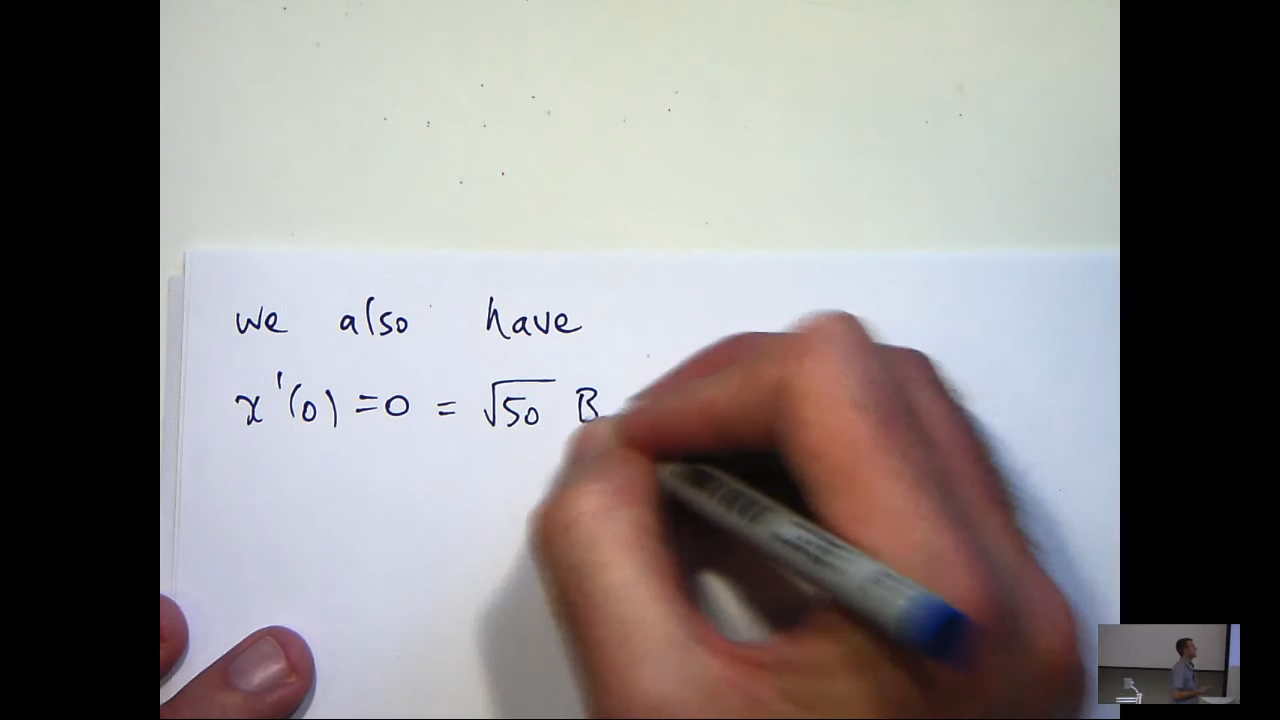 we also have
x'(0) = 0 = √50 B